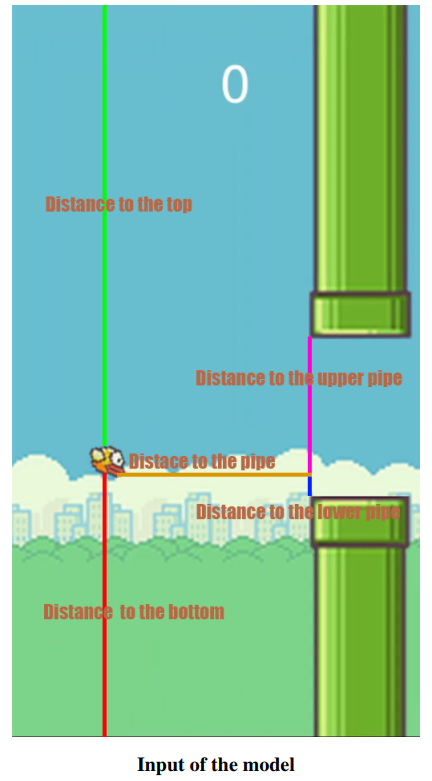 0
Distance to the top
Distance to the upper pipe
Distace to the pipe
Distance to the lower pipe
Distance to the bottom
Input of the model